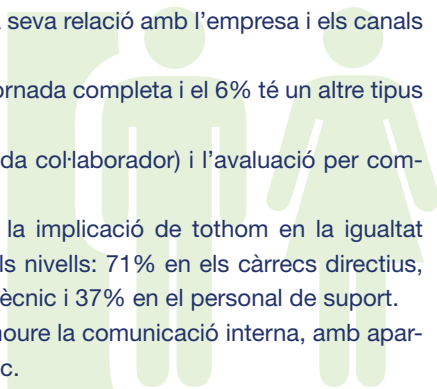 seva relació amb l'empresa i els canals
jornada completa i el 6% té un altre tipus
da col·laborador) i l'avaluació per com-
la implicació de tothom en la igualtat
ls nivells: 71% en els càrrecs directius,
ècnic i 37% en el personal de suport.
noure la comunicació interna, amb apar-
c.